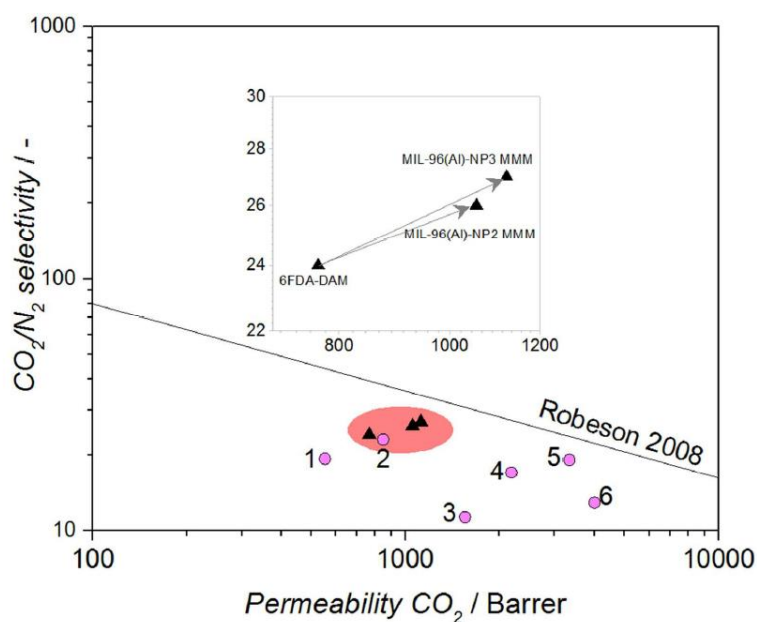 1000
30
28
MIL-96(Al)-NP3 MMM
26
MIL-96(Al)-NP2 MMM
24
6FDA-DAM
22
800 1000 1200
100
CO2/N2 selectivity / -
Robeson 2008
1 2 3 4 5 6
10
100 1000 10000
Permeability CO2 / Barrer